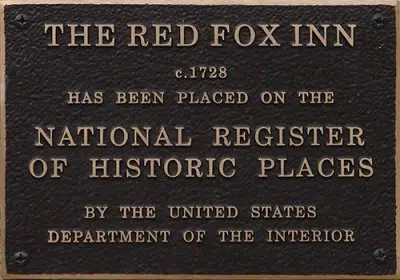 THE RED FOX INN
c.1728
HAS BEEN PLACED ON THE
NATIONAL REGISTER
OF HISTORIC PLACES
BY THE UNITED STATES
DEPARTMENT OF THE INTERIOR